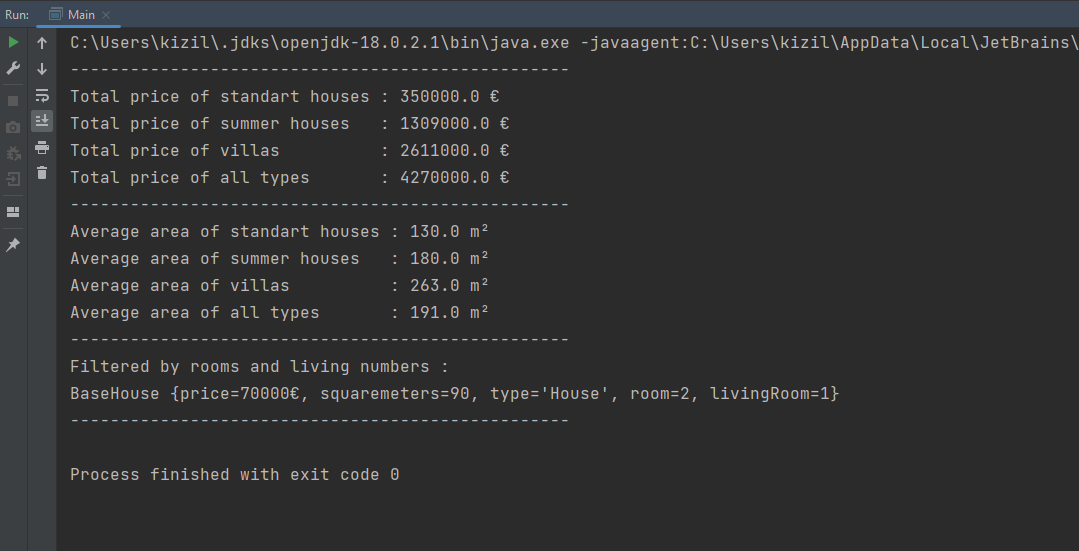 Run: Main
C:\Users\kizil\.jdks\openjdk-18.0.2.1\bin\java.exe -javaagent:C:\Users\kizil\AppData\Local\JetBrains\
--------------------------------------------------
Total price of standart houses : 350000.0 €
Total price of summer houses   : 1309000.0 €
Total price of villas          : 2611000.0 €
Total price of all types       : 4270000.0 €
--------------------------------------------------
Average area of standart houses : 130.0 m²
Average area of summer houses   : 180.0 m²
Average area of villas          : 263.0 m²
Average area of all types       : 191.0 m²
--------------------------------------------------
Filtered by rooms and living numbers :
BaseHouse {price=70000€, squaremeters=90, type='House', room=2, livingRoom=1}
--------------------------------------------------
Process finished with exit code 0